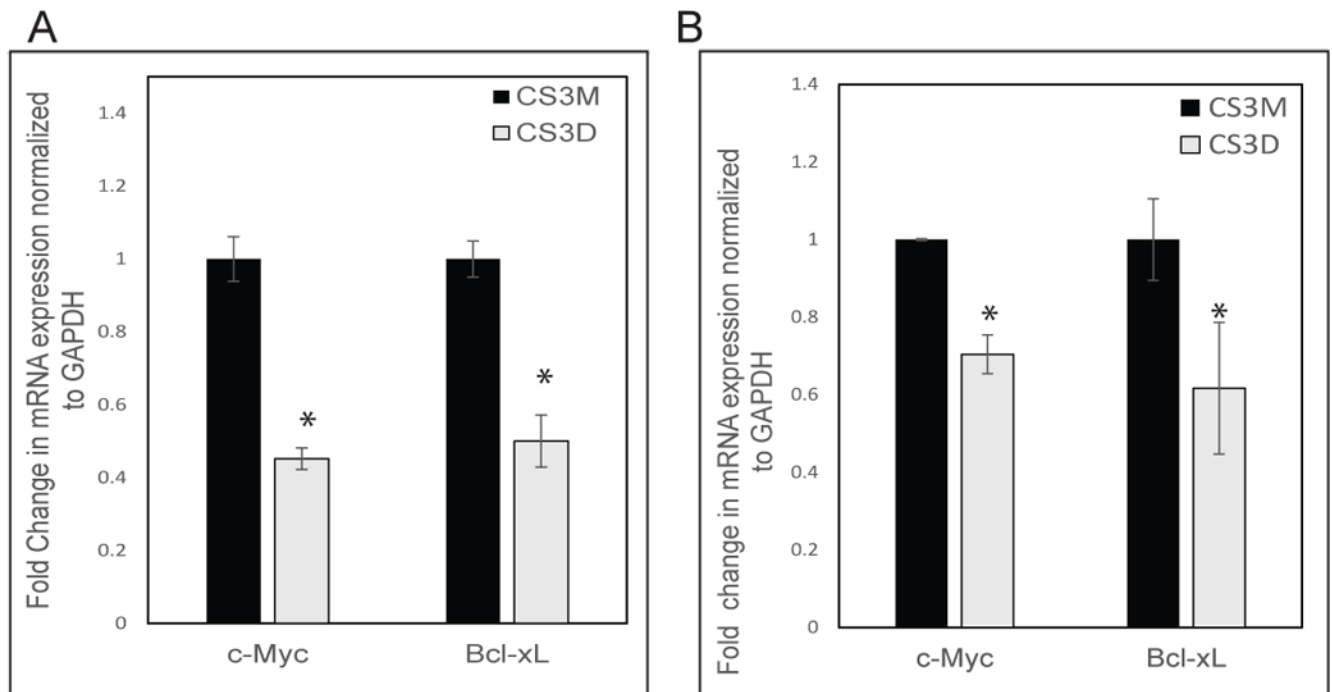 A
Fold Change in mRNA expression normalized
to GAPDH
1.4
1.2
1
0.8
0.6
0.4
0.2
0
CS3M
CS3D
*
*
c-Myc
Bcl-xL
B
Fold change in mRNA expression normalized
to GAPDH
1.4
1.2
1
0.8
0.6
0.4
0.2
0
CS3M
CS3D
*
*
c-Myc
Bcl-xL